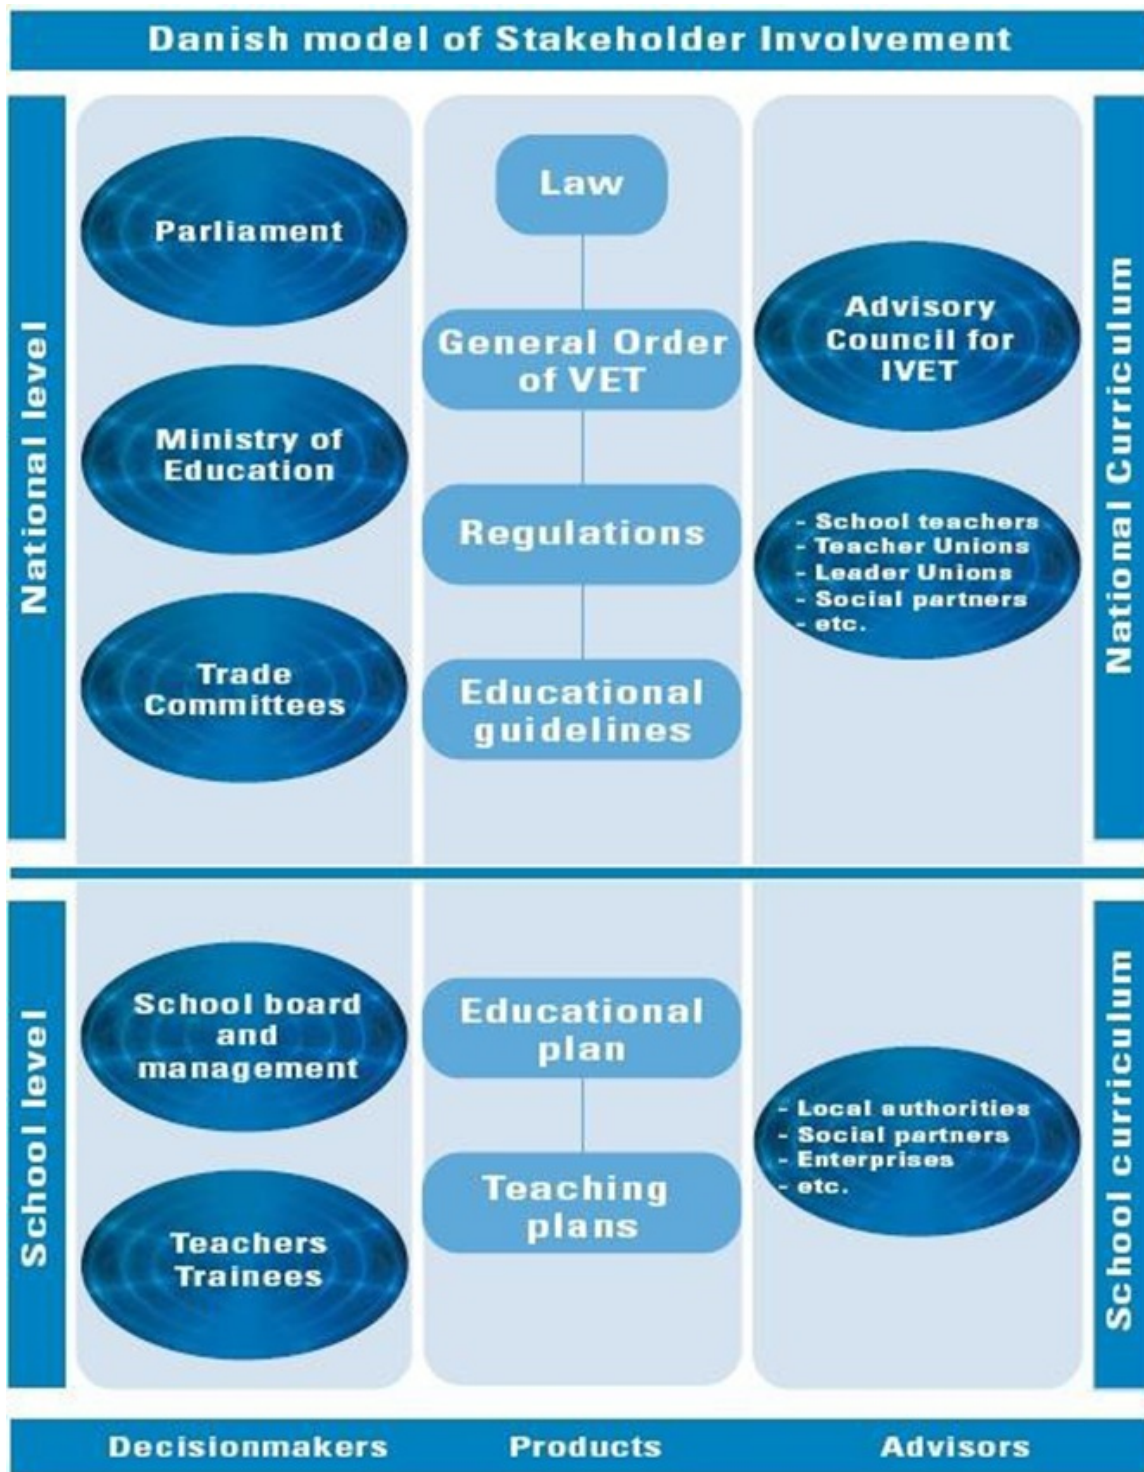 Danish model of Stakeholder Involvement
National level
Parliament
Ministry of
Education
Trade
Committees
Law
General Order
of VET
Regulations
Educational
guidelines
Advisory
Council for
IVET
- School teachers
- Teacher Unions
- Leader Unions
- Social partners
- etc.
National Curriculum
School level
School board
and
management
Teachers
Trainees
Educational
plan
Teaching
plans
- Local authorities
- Social partners
- Enterprises
- etc.
School curriculum
Decisionmakers
Products
Advisors